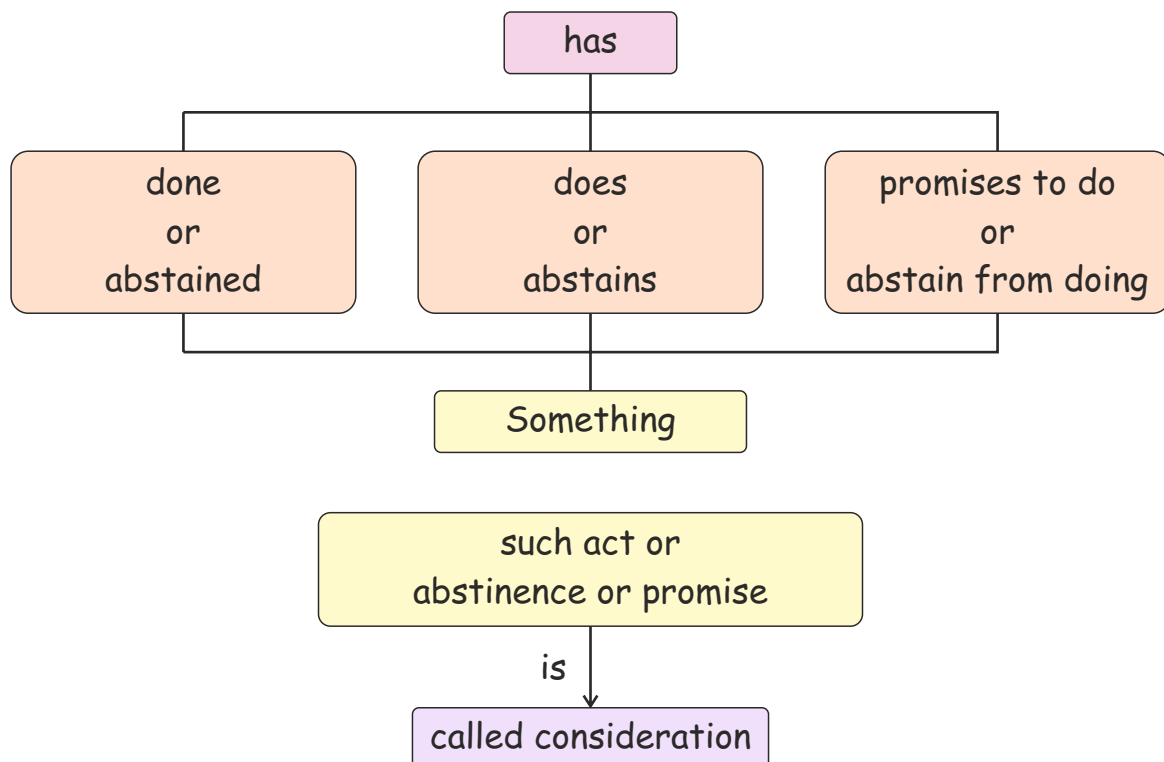 has
done
or
abstained
does
or
abstains
promises to do
or
abstain from doing
Something
such act or
abstinence or promise
is
called consideration